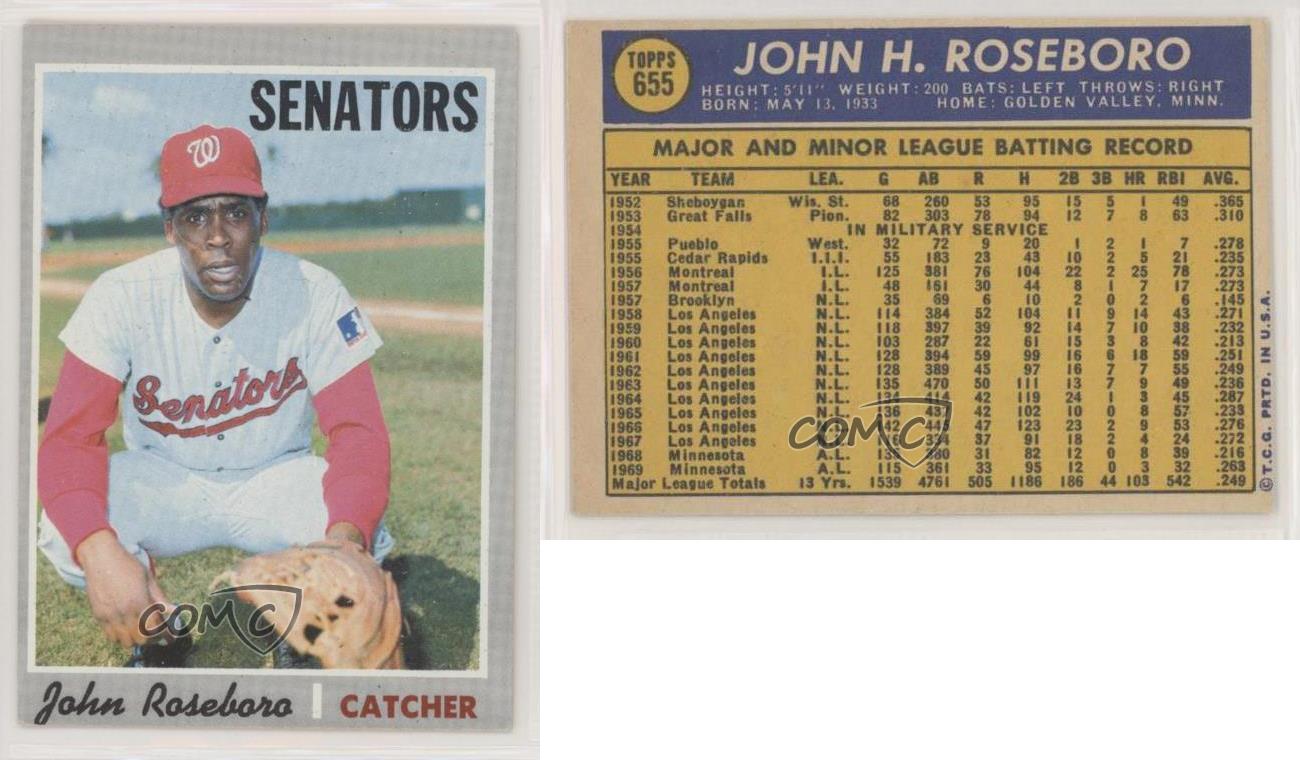 SENATORS
W
Senators
COMC
John Roseboro CATCHER
TOPPS
655
JOHN H. ROSEBORO
HEIGHT: 5'11" WEIGHT: 200 BATS: LEFT THROWS: RIGHT
BORN: MAY 13, 1933 HOME: GOLDEN VALLEY, MINN.
MAJOR AND MINOR LEAGUE BATTING RECORD
YEAR TEAM LEA. G AB R H 2B 3B HR RBI AVG.
1952 Sheboygan Wis. St. 68 260 53 95 15 5 1 49 .365
1953 Great Falls Pion. 82 303 78 94 12 7 8 63 .310
1954 IN MILITARY SERVICE
1955 Pueblo West. 32 72 9 20 1 2 1 7 .278
1955 Cedar Rapids I.I.I. 55 183 23 43 10 2 5 21 .235
1956 Montreal I.L. 125 381 76 104 22 2 25 78 .273
1957 Montreal I.L. 48 161 30 44 8 1 7 17 .273
1957 Brooklyn N.L. 35 69 6 10 2 0 2 6 .145
1958 Los Angeles N.L. 114 384 52 104 11 9 14 43 .271
1959 Los Angeles N.L. 118 397 39 92 14 7 10 38 .232
1960 Los Angeles N.L. 103 287 22 61 15 3 8 42 .213
1961 Los Angeles N.L. 128 394 59 99 16 6 18 59 .251
1962 Los Angeles N.L. 128 389 45 97 16 7 7 55 .249
1963 Los Angeles N.L. 135 470 50 111 13 7 9 49 .236
1964 Los Angeles N.L. 134 414 42 119 24 1 3 45 .287
1965 Los Angeles N.L. 136 437 42 102 10 0 8 57 .233
1966 Los Angeles N.L. 142 445 47 123 23 2 9 53 .276
1967 Los Angeles N.L. 334 37 91 18 2 4 24 .272
1968 Minnesota A.L. 380 31 82 12 0 8 39 .216
1969 Minnesota A.L. 115 361 33 95 12 0 3 32 .263
Major League Totals 13 Yrs. 1539 4761 505 1186 186 44 103 542 .249
COMC
© T.C.G. PRTD. IN U.S.A.